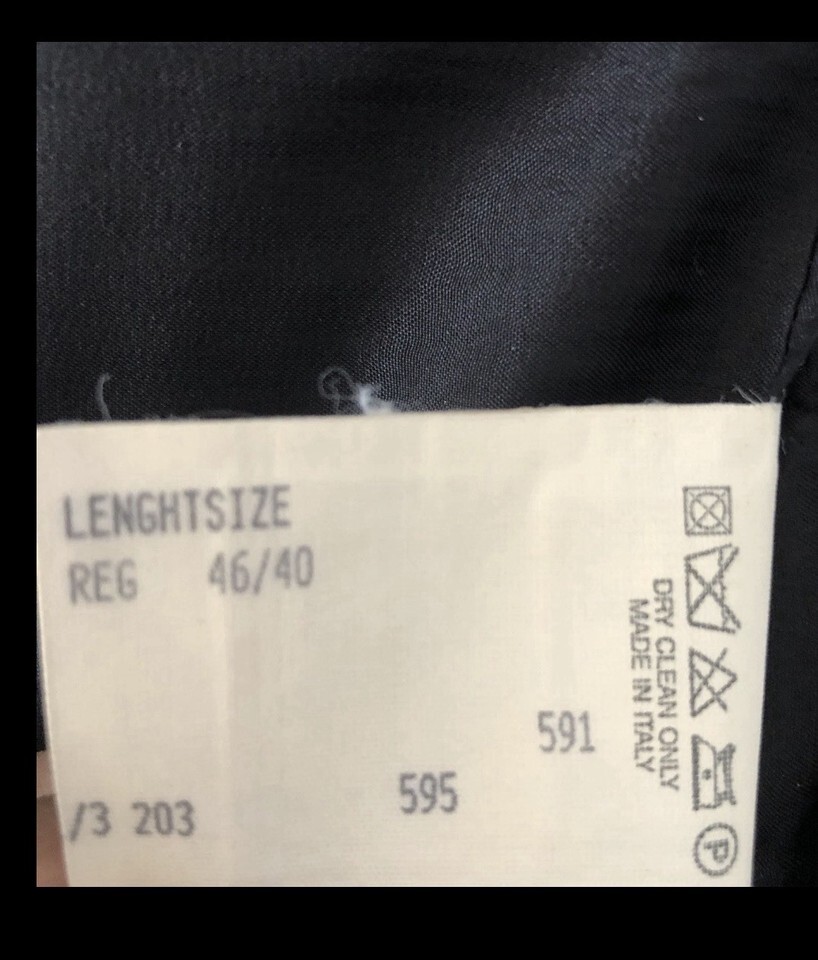 LENGHTSIZE
REG 46/40
591
595
/3 203
DRY CLEAN ONLY
MADE IN ITALY
P